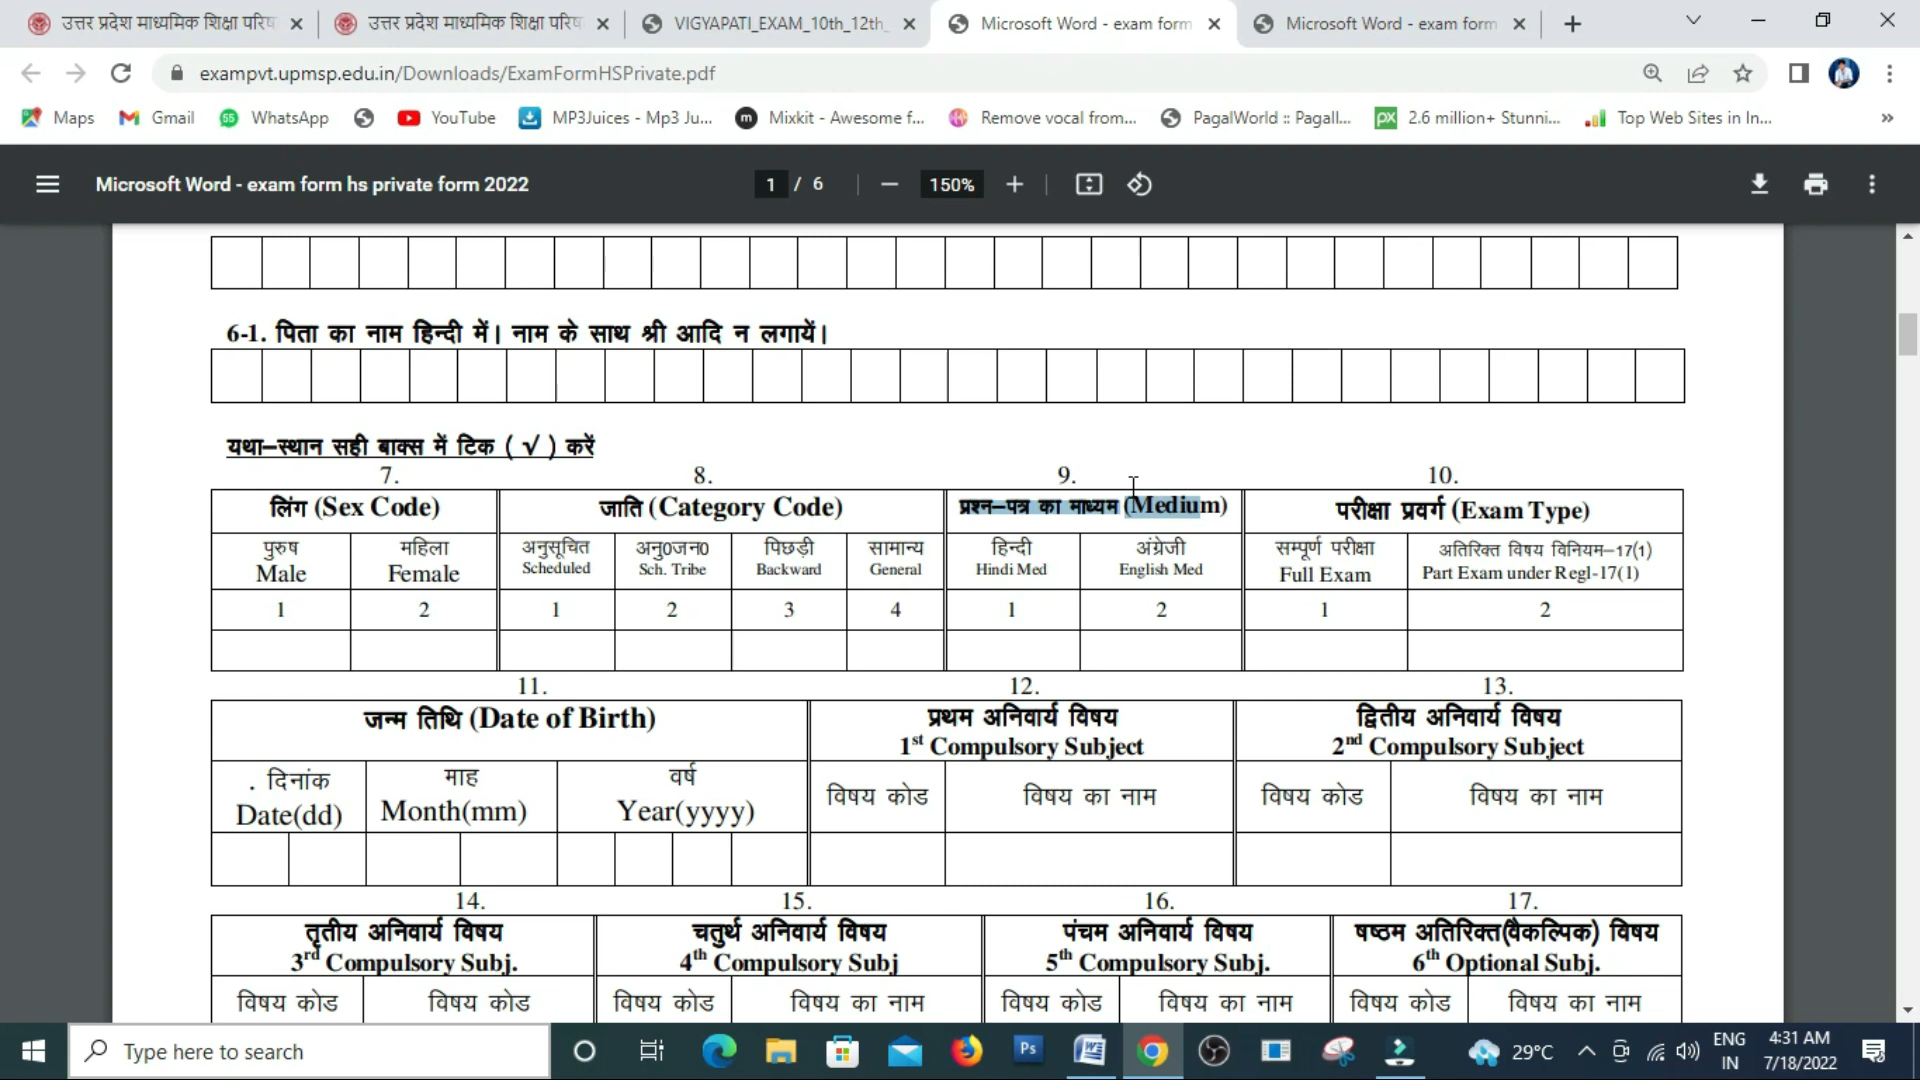 उत्तर प्रदेश माध्यमिक शिक्षा परिष
उत्तर प्रदेश माध्यमिक शिक्षा परिष
VIGYAPATI_EXAM_10th_12th_
Microsoft Word - exam form
Microsoft Word - exam form
exampvt.upmsp.edu.in/Downloads/ExamFormHSPrivate.pdf
Maps
Gmail
WhatsApp
YouTube
MP3Juices - Mp3 Ju...
Mixkit - Awesome f...
Remove vocal from...
PagalWorld :: Pagall...
2.6 million+ Stunni...
Top Web Sites in In...
Microsoft Word - exam form hs private form 2022
1 / 6
150%
6-1. पिता का नाम हिन्दी में। नाम के साथ श्री आदि न लगायें।
यथा–स्थान सही बाक्स में टिक ( √ ) करें
7. 8. 9. 10.
लिंग (Sex Code) जाति (Category Code) प्रश्न–पत्र का माध्यम (Medium) परीक्षा प्रवर्ग (Exam Type)
पुरुष महिला अनुसूचित अनु0जन0 पिछड़ी सामान्य हिन्दी अंग्रेजी सम्पूर्ण परीक्षा अतिरिक्त विषय विनियम–17(1)
Male Female Scheduled Sch. Tribe Backward General Hindi Med English Med Full Exam Part Exam under Regl-17(1)
1 2 1 2 3 4 1 2 1 2
11. 12. 13.
जन्म तिथि (Date of Birth) प्रथम अनिवार्य विषय द्वितीय अनिवार्य विषय
1st Compulsory Subject 2nd Compulsory Subject
. दिनांक माह वर्ष विषय कोड विषय का नाम विषय कोड विषय का नाम
Date(dd) Month(mm) Year(yyyy)
14. 15. 16. 17.
तृतीय अनिवार्य विषय चतुर्थ अनिवार्य विषय पंचम अनिवार्य विषय षष्ठम अतिरिक्त(वैकल्पिक) विषय
3rd Compulsory Subj. 4th Compulsory Subj 5th Compulsory Subj. 6th Optional Subj.
विषय कोड विषय कोड विषय कोड विषय का नाम विषय कोड विषय का नाम विषय कोड विषय का नाम
Type here to search
Ps
29°C
ENG
IN
4:31 AM
7/18/2022